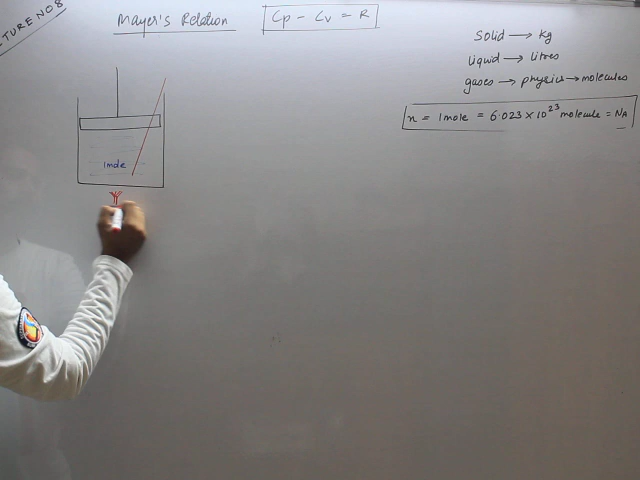 LECTURE NO 8
Mayer's Relation
Cp - Cv = R
Solid → Kg
Liquid → Litres
gases → physics → molecules
n = 1mole = 6.023 × 10²³ molecule = NA
1mole